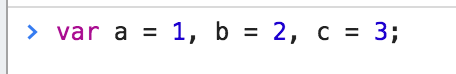 > var a = 1, b = 2, c = 3;